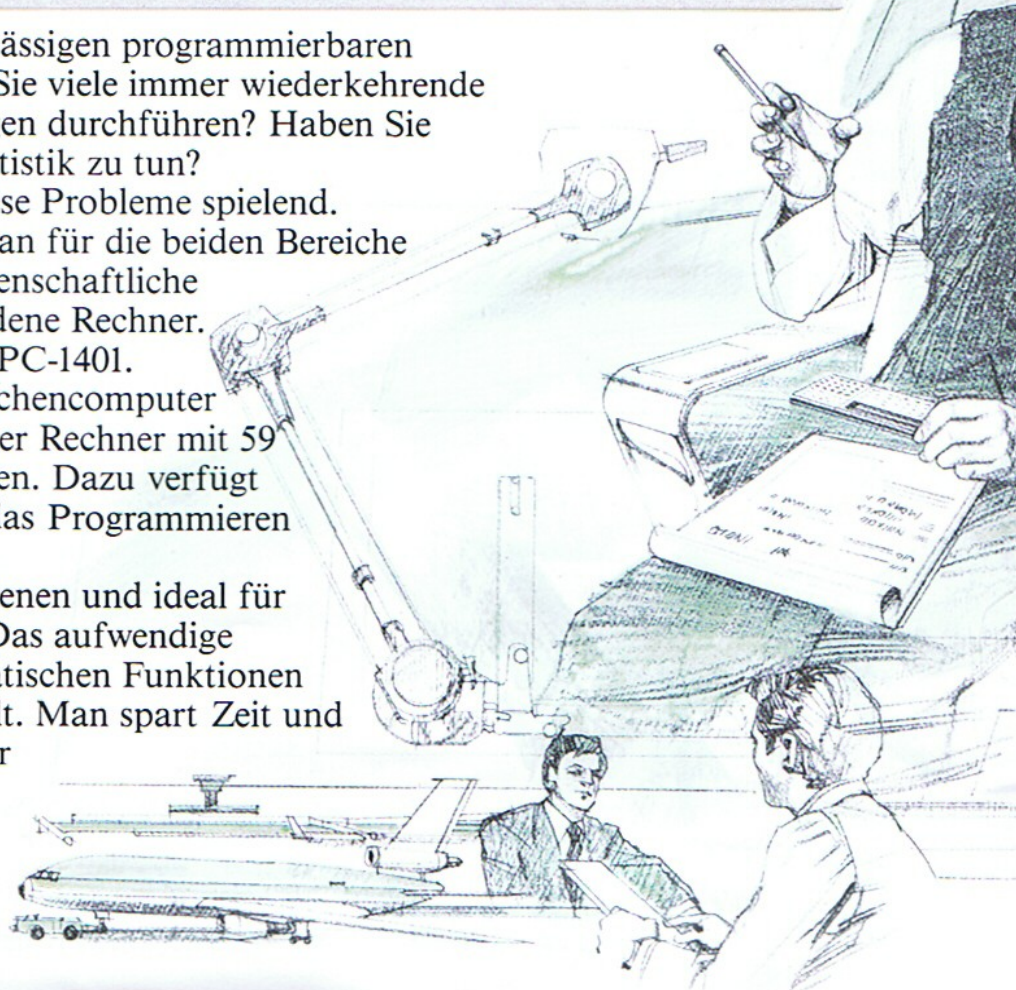 ässigen programmierbaren
Sie viele immer wiederkehrende
en durchführen? Haben Sie
tistik zu tun?
se Probleme spielend.
an für die beiden Bereiche
enschaftliche
dene Rechner.
PC-1401.
chencomputer
er Rechner mit 59
en. Dazu verfügt
as Programmieren
enen und ideal für
Das aufwendige
tischen Funktionen
lt. Man spart Zeit und
r